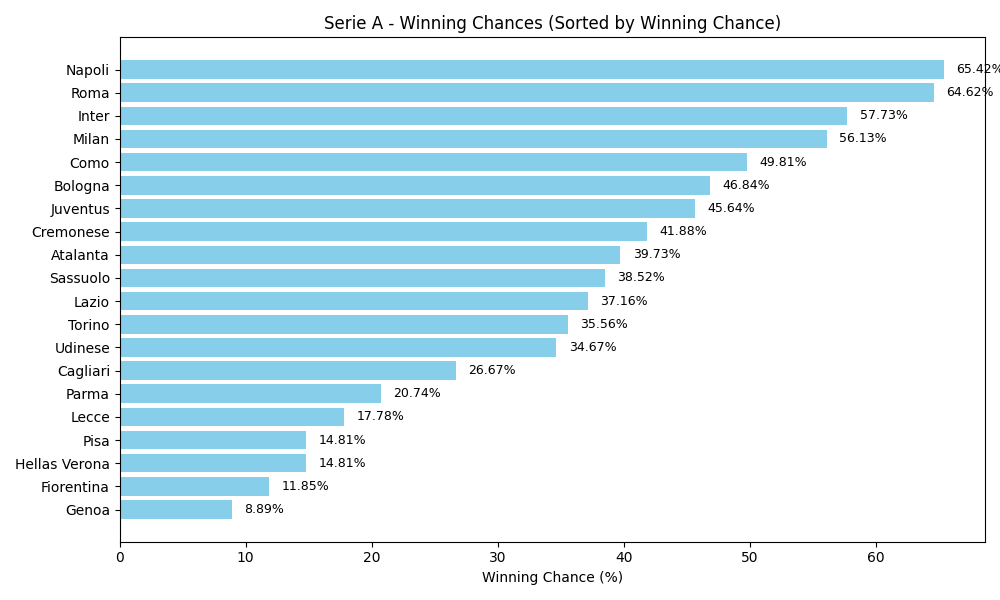 Serie A - Winning Chances (Sorted by Winning Chance)
Napoli 65.42%
Roma 64.62%
Inter 57.73%
Milan 56.13%
Como 49.81%
Bologna 46.84%
Juventus 45.64%
Cremonese 41.88%
Atalanta 39.73%
Sassuolo 38.52%
Lazio 37.16%
Torino 35.56%
Udinese 34.67%
Cagliari 26.67%
Parma 20.74%
Lecce 17.78%
Pisa 14.81%
Hellas Verona 14.81%
Fiorentina 11.85%
Genoa 8.89%
0 10 20 30 40 50 60
Winning Chance (%)